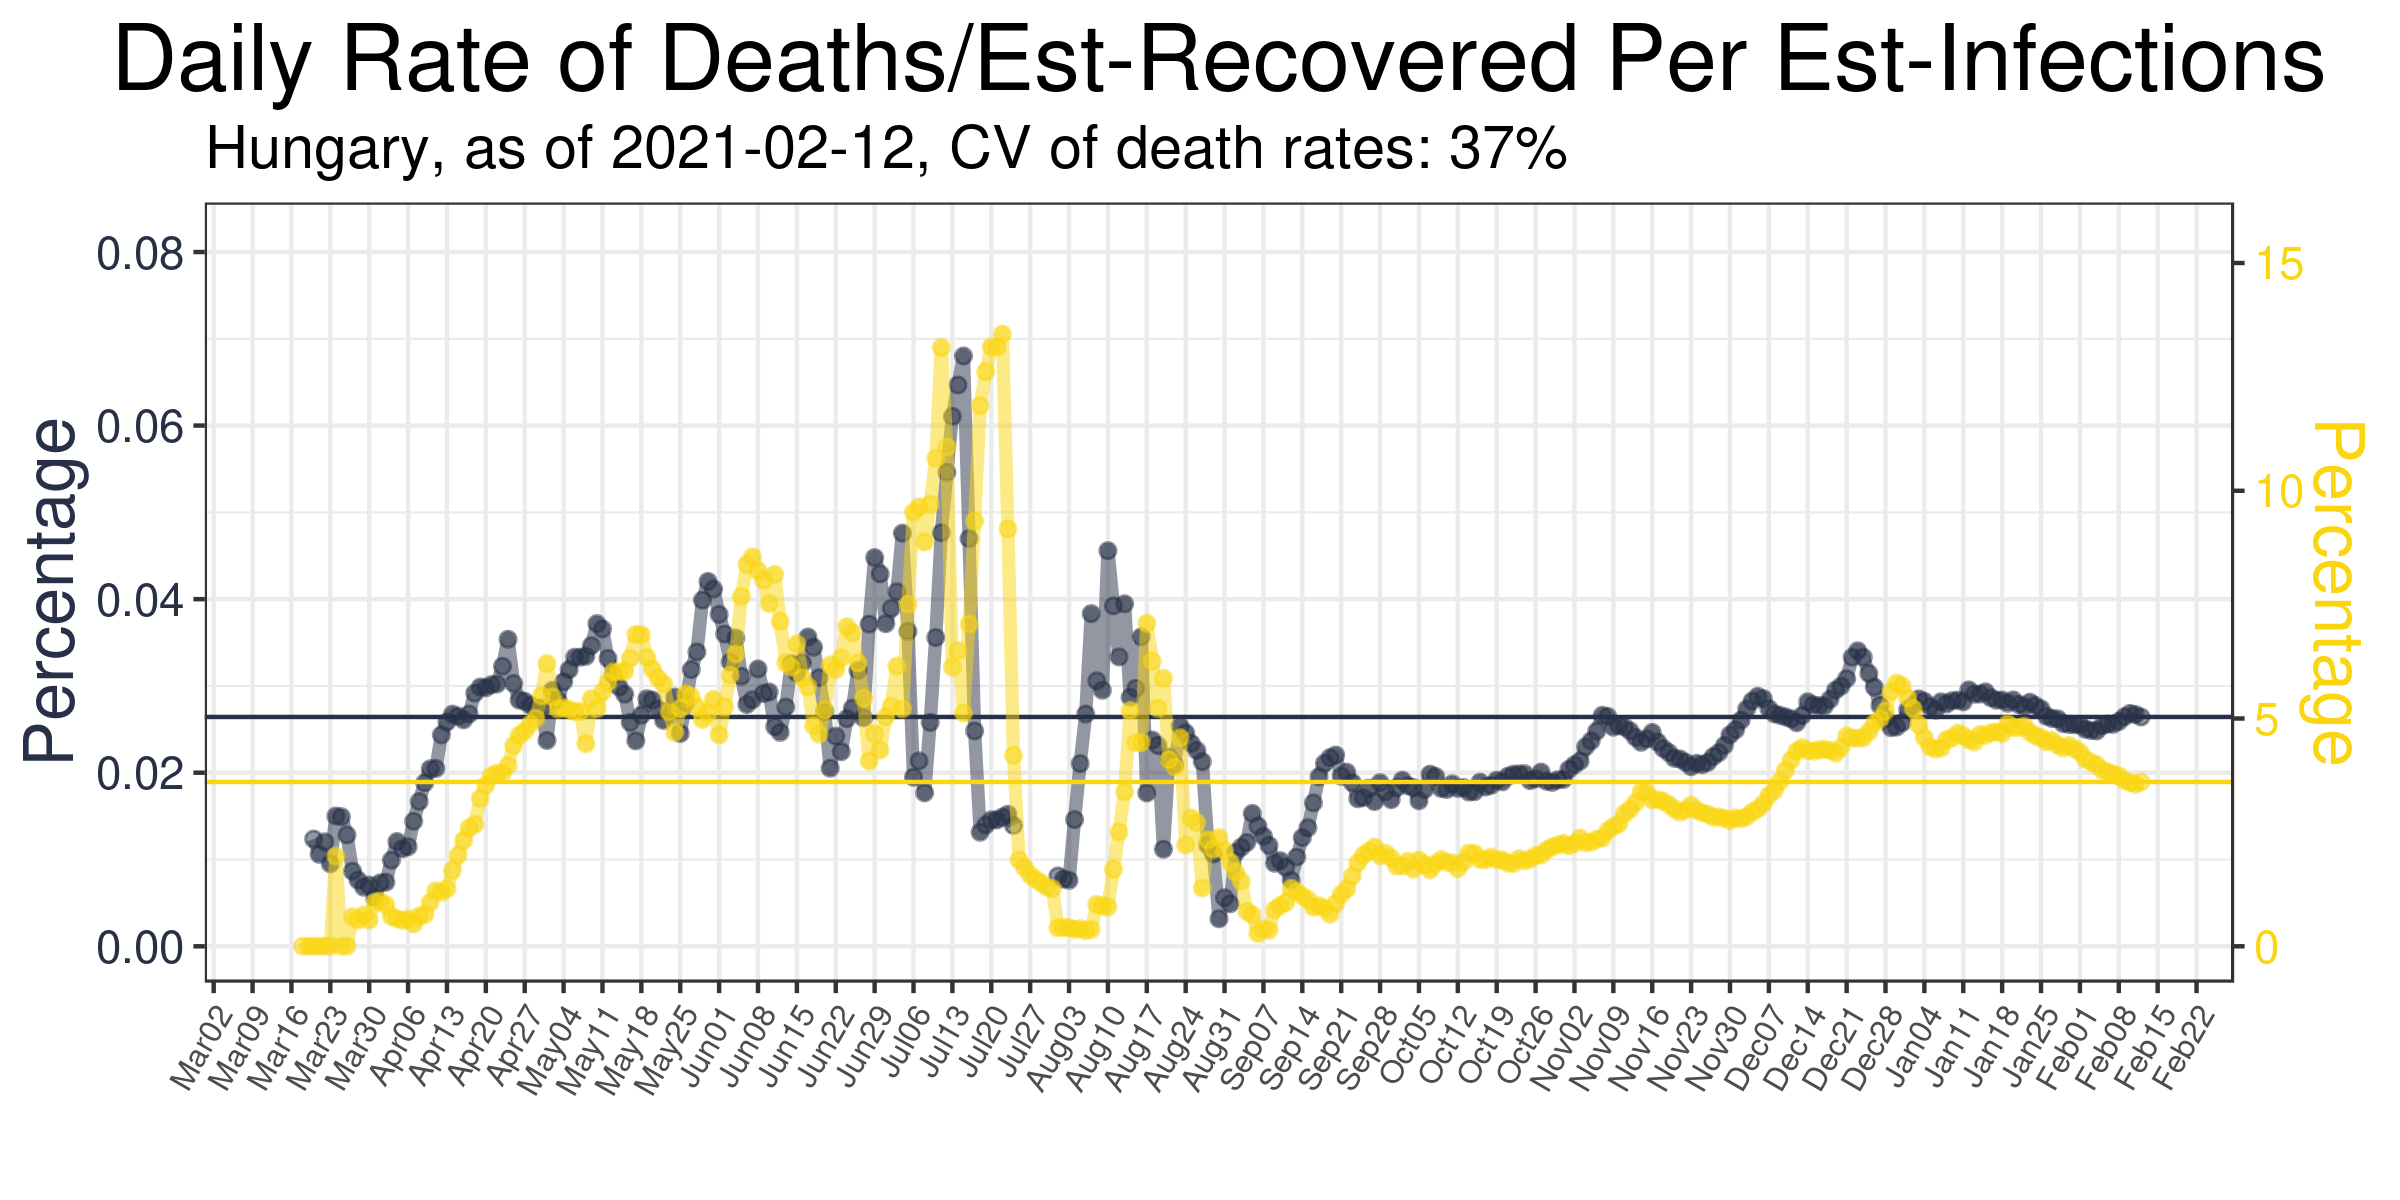 Daily Rate of Deaths/Est-Recovered Per Est-Infections
Hungary, as of 2021-02-12, CV of death rates: 37%
Percentage
0.08
0.06
0.04
0.02
0.00
15
10
5
0
Percentage
Mar02
Mar09
Mar16
Mar23
Mar30
Apr06
Apr13
Apr20
Apr27
May04
May11
May18
May25
Jun01
Jun08
Jun15
Jun22
Jun29
Jul06
Jul13
Jul20
Jul27
Aug03
Aug10
Aug17
Aug24
Aug31
Sep07
Sep14
Sep21
Sep28
Oct05
Oct12
Oct19
Oct26
Nov02
Nov09
Nov16
Nov23
Nov30
Dec07
Dec14
Dec21
Dec28
Jan04
Jan11
Jan18
Jan25
Feb01
Feb08
Feb15
Feb22